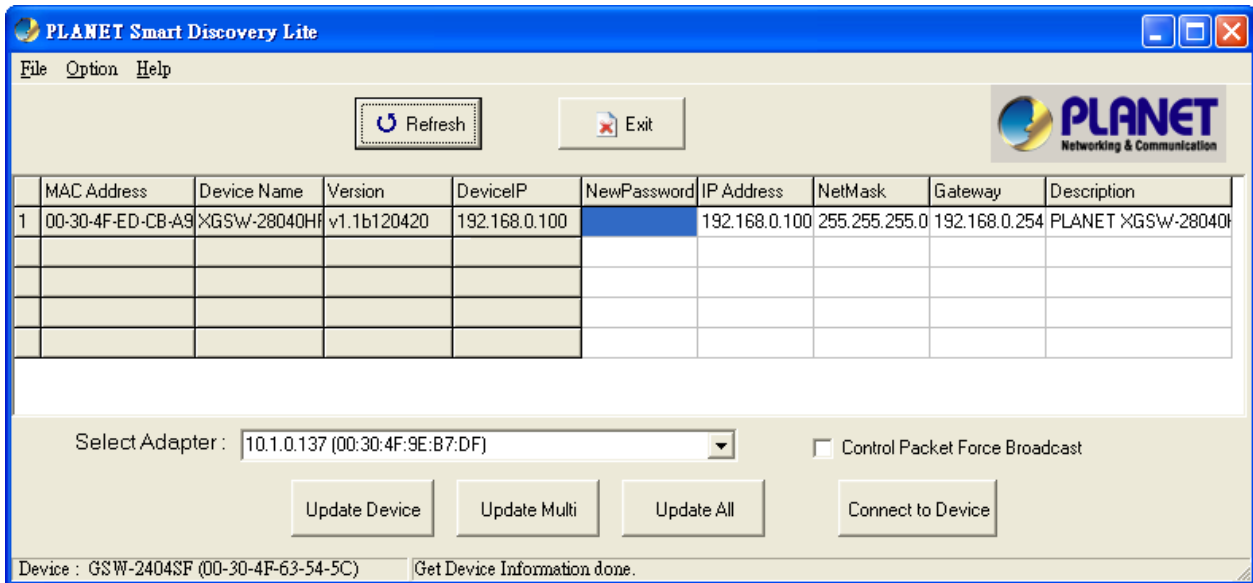 PLANET Smart Discovery Lite
File Option Help
Refresh Exit
PLANET
Networking & Communication
MAC Address Device Name Version DeviceIP NewPassword IP Address NetMask Gateway Description
1 00-30-4F-ED-CB-A9 XGSW-28040HP v1.1b120420 192.168.0.100 192.168.0.100 255.255.255.0 192.168.0.254 PLANET XGSW-28040H
Select Adapter : 10.1.0.137 (00:30:4F:9E:B7:DF) Control Packet Force Broadcast
Update Device Update Multi Update All Connect to Device
Device : GSW-2404SF (00-30-4F-63-54-5C) Get Device Information done.